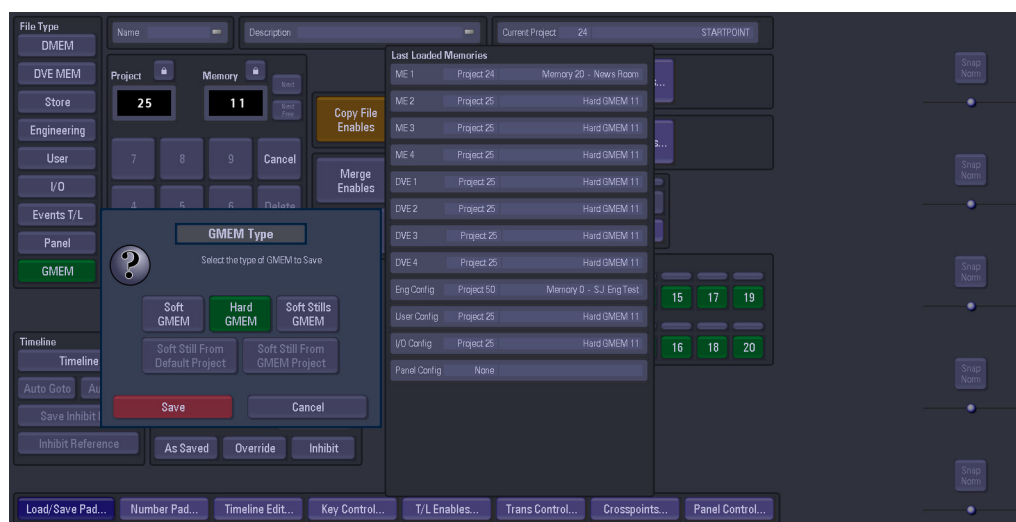 File Type
DMEM
DVE MEM
Store
Engineering
User
I/O
Events T/L
Panel
GMEM
Name
Description
Current Project 24 STARTPOINT
Project
Memory
25
11
Next
Next Free
7 8 9 Cancel
4 5 6 Delete
Copy File Enables
Merge Enables
Last Loaded Memories
ME 1 Project 24 Memory 20 - News Room
ME 2 Project 25 Hard GMEM 11
ME 3 Project 25 Hard GMEM 11
ME 4 Project 25 Hard GMEM 11
DVE 1 Project 25 Hard GMEM 11
DVE 2 Project 25 Hard GMEM 11
DVE 3 Project 25 Hard GMEM 11
DVE 4 Project 25 Hard GMEM 11
Eng Config Project 50 Memory 0 - SJ Eng Test
User Config Project 25 Hard GMEM 11
I/O Config Project 25 Hard GMEM 11
Panel Config None
GMEM Type
Select the type of GMEM to Save
Soft GMEM
Hard GMEM
Soft Stills GMEM
Soft Still From Default Project
Soft Still From GMEM Project
Save
Cancel
15 17 19
16 18 20
Snap Norm
Snap Norm
Snap Norm
Snap Norm
Snap Norm
Timeline
Timeline
Auto Goto
Au
Save Inhibit
Inhibit Reference
As Saved
Override
Inhibit
Load/Save Pad...
Number Pad...
Timeline Edit...
Key Control...
T/L Enables...
Trans Control...
Crosspoints...
Panel Control...